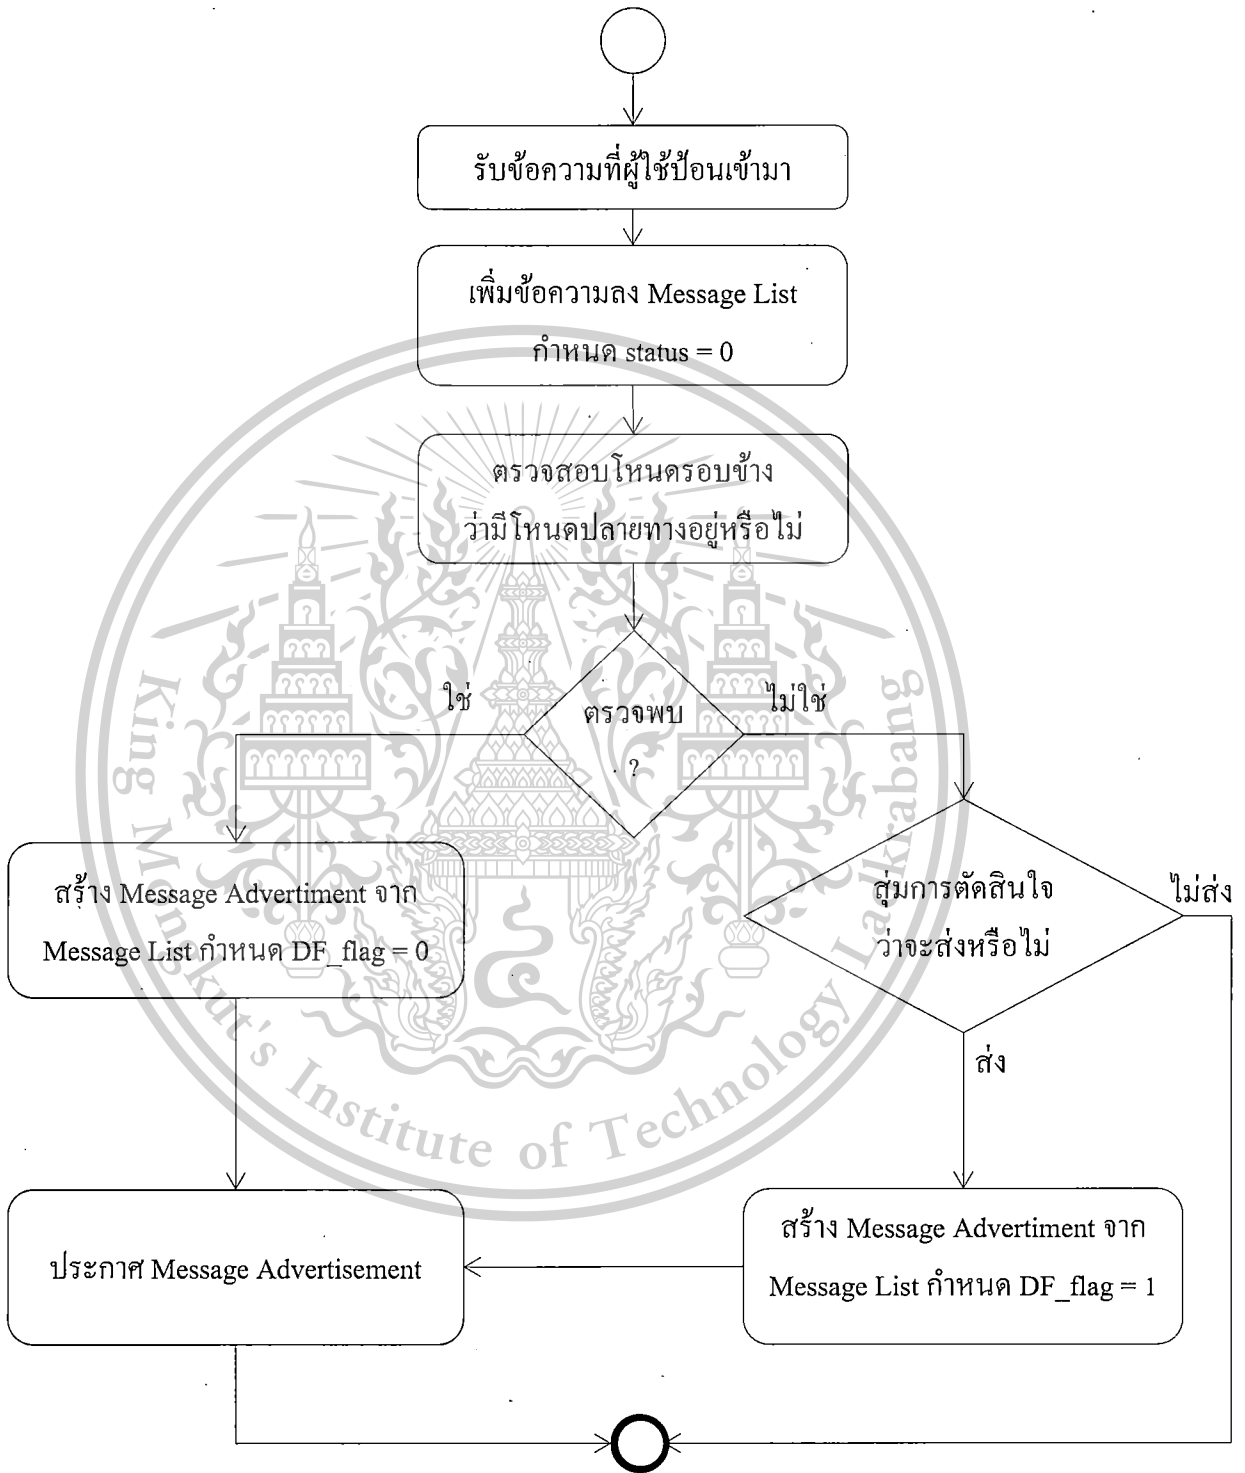 รับข้อความที่ผู้ใช้ป้อนเข้ามา
เพิ่มข้อความลง Message List
กำหนด status = 0
ตรวจสอบโหนดรอบข้าง
ว่ามีโหนดปลายทางอยู่หรือไม่
ใช่
ตรวจพบ
?
ไม่ใช่
สร้าง Message Advertiment จาก
Message List กำหนด DF_flag = 0
สุ่มการตัดสินใจ
ว่าจะส่งหรือไม่
ไม่ส่ง
ส่ง
ประกาศ Message Advertisement
สร้าง Message Advertiment จาก
Message List กำหนด DF_flag = 1
King Mongkut's Institute of Technology Ladkrabang